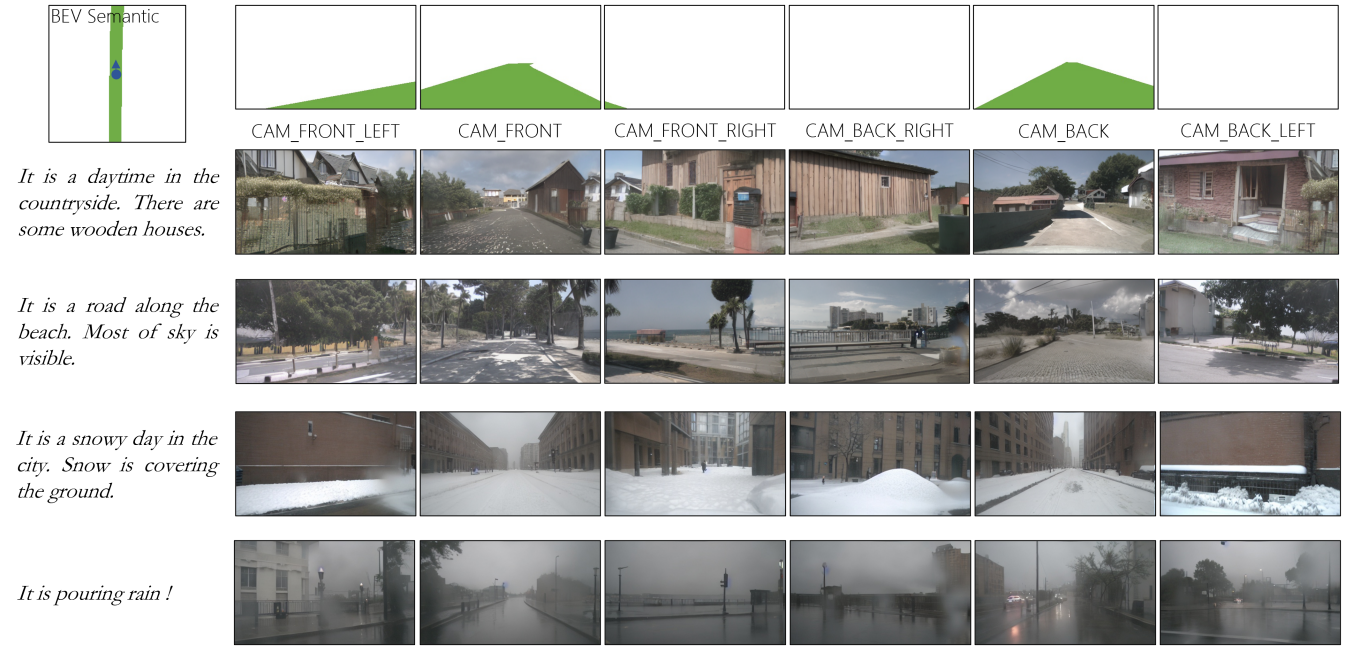 BEV Semantic
CAM_FRONT_LEFT
CAM_FRONT
CAM_FRONT_RIGHT
CAM_BACK_RIGHT
CAM_BACK
CAM_BACK_LEFT
It is a daytime in the
countryside. There are
some wooden houses.
It is a road along the
beach. Most of sky is
visible.
It is a snowy day in the
city. Snow is covering
the ground.
It is pouring rain !